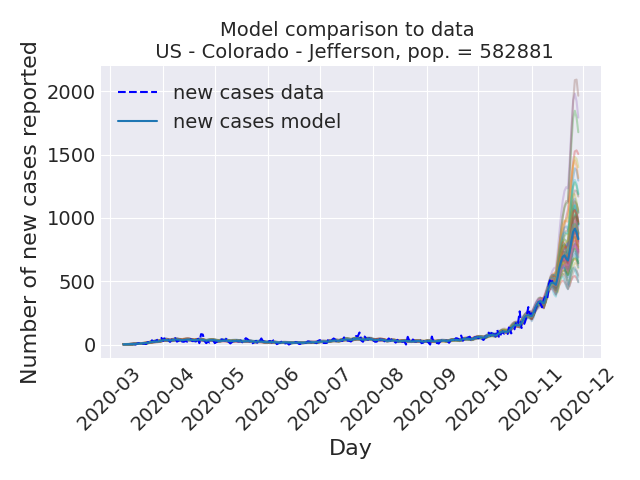 Model comparison to data
US - Colorado - Jefferson, pop. = 582881
Number of new cases reported
2000
1500
1000
500
0
new cases data
new cases model
2020-03
2020-04
2020-05
2020-06
2020-07
2020-08
2020-09
2020-10
2020-11
2020-12
Day